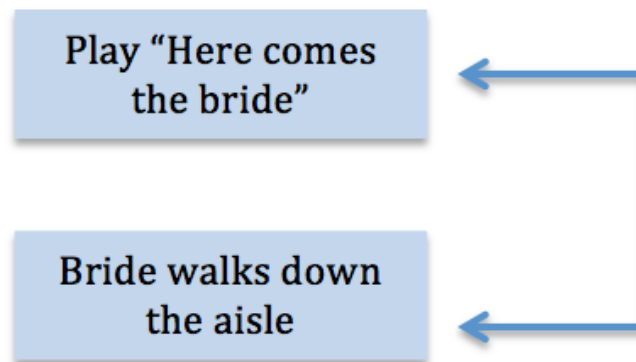 Play “Here comes
the bride”
Bride walks down
the aisle